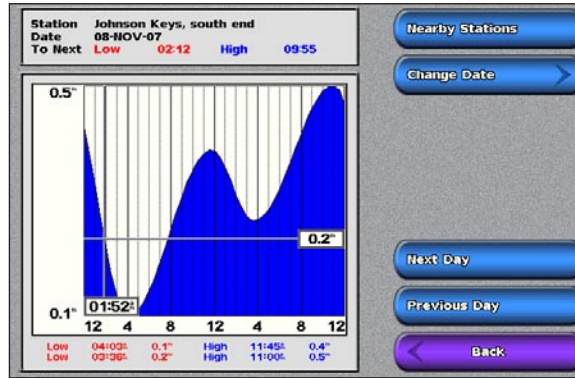 Station Johnson Keys, south end
Date 08-NOV-07
To Next Low 02:12 High 09:55
Nearby Stations
Change Date
0.5"
0.2"
01:52
0.1"
12 4 8 12 4 8 12
Low 04:03 0.1" High 11:45 0.4"
Low 03:36 0.2" High 11:00 0.5"
Next Day
Previous Day
Back